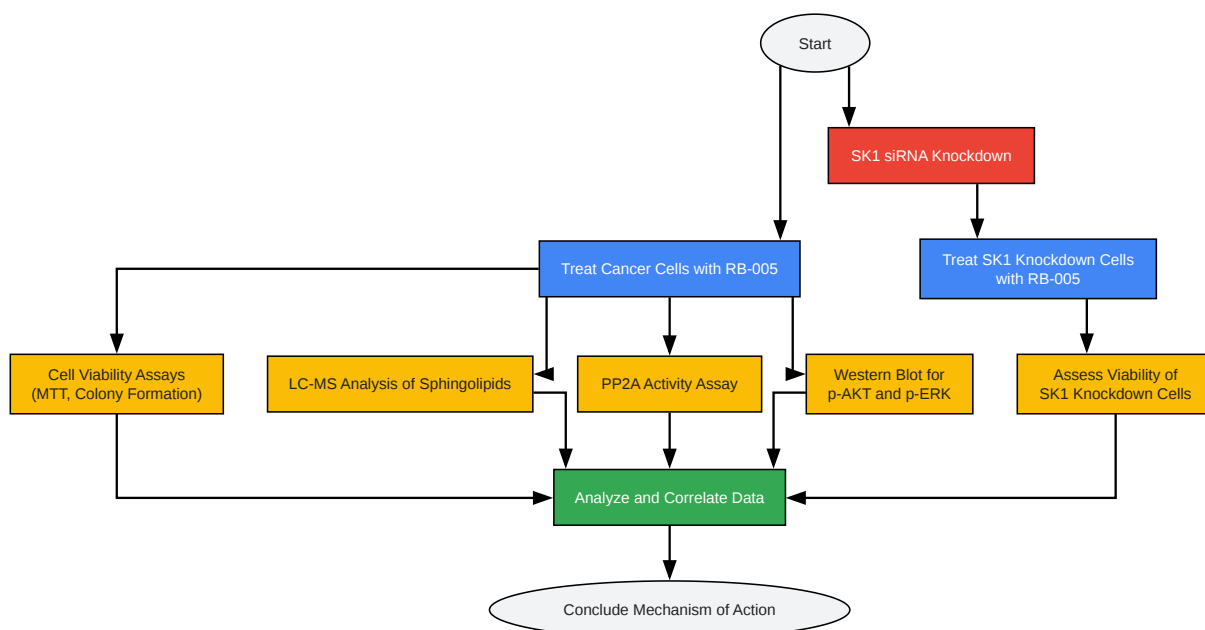 Start
SK1 siRNA Knockdown
Treat Cancer Cells with RB-005
Treat SK1 Knockdown Cells
with RB-005
Cell Viability Assays
(MTT, Colony Formation)
LC-MS Analysis of Sphingolipids
PP2A Activity Assay
Western Blot for
p-AKT and p-ERK
Assess Viability of
SK1 Knockdown Cells
Analyze and Correlate Data
Conclude Mechanism of Action